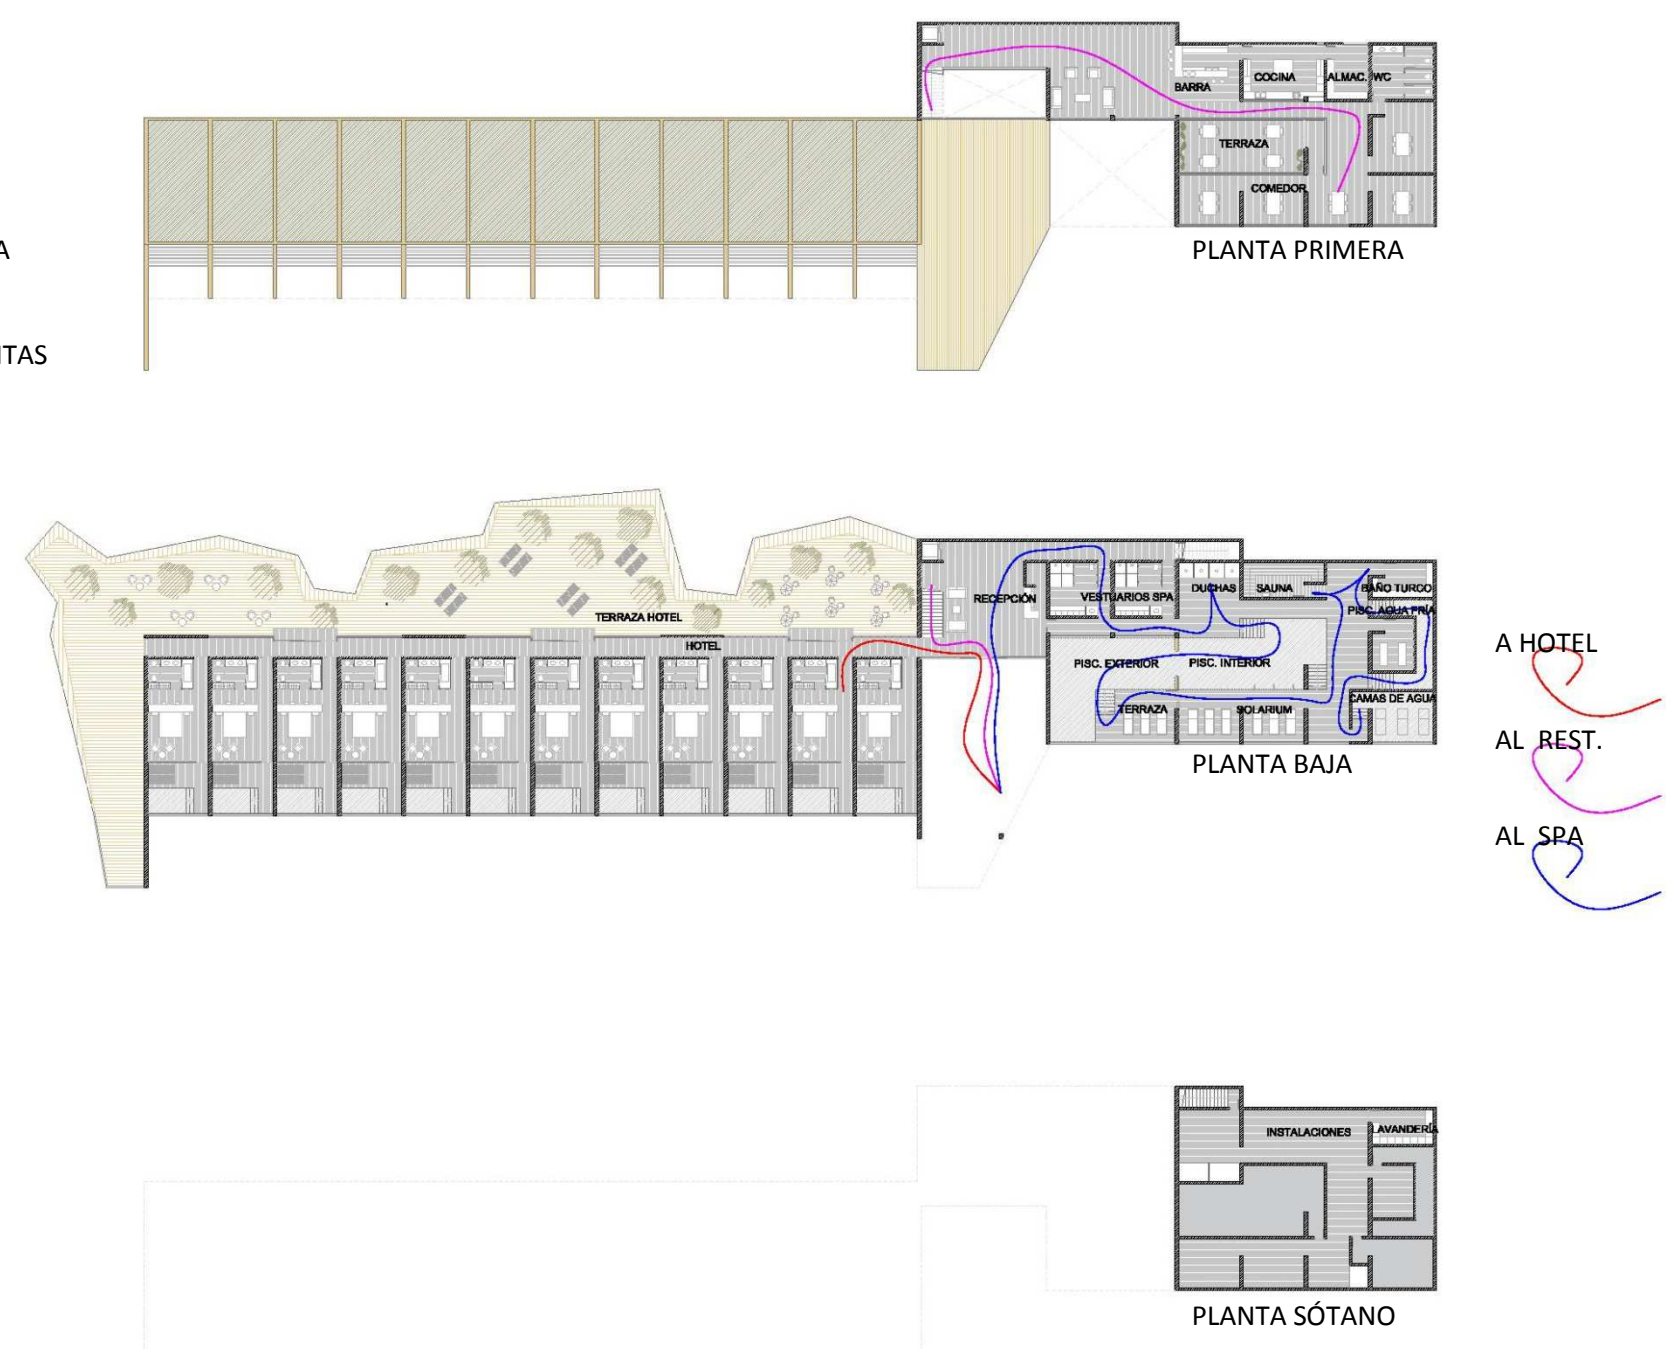 COCINA
ALMAC.
WC
BARRA
TERRAZA
COMEDOR
A
PLANTA PRIMERA
ITAS
TERRAZA HOTEL
HOTEL
RECEPCIÓN
VESTUARIOS SPA
DUCHAS
SAUNA
BAÑO TURCO
PISC. AGUA FRÍA
PISC. EXTERIOR
PISC. INTERIOR
TERRAZA
SOLARIUM
CAMAS DE AGUA
PLANTA BAJA
A HOTEL
AL REST.
AL SPA
INSTALACIONES
LAVANDERÍA
PLANTA SÓTANO